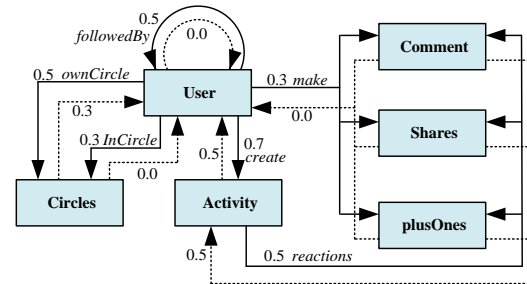 0.5
followedBy
0.0
Comment
0.5 ownCircle
User
0.3 make
0.3
0.0
0.3 InCircle
0.7
create
Shares
0.0
0.5
Circles
Activity
plusOnes
0.5
0.5 reactions